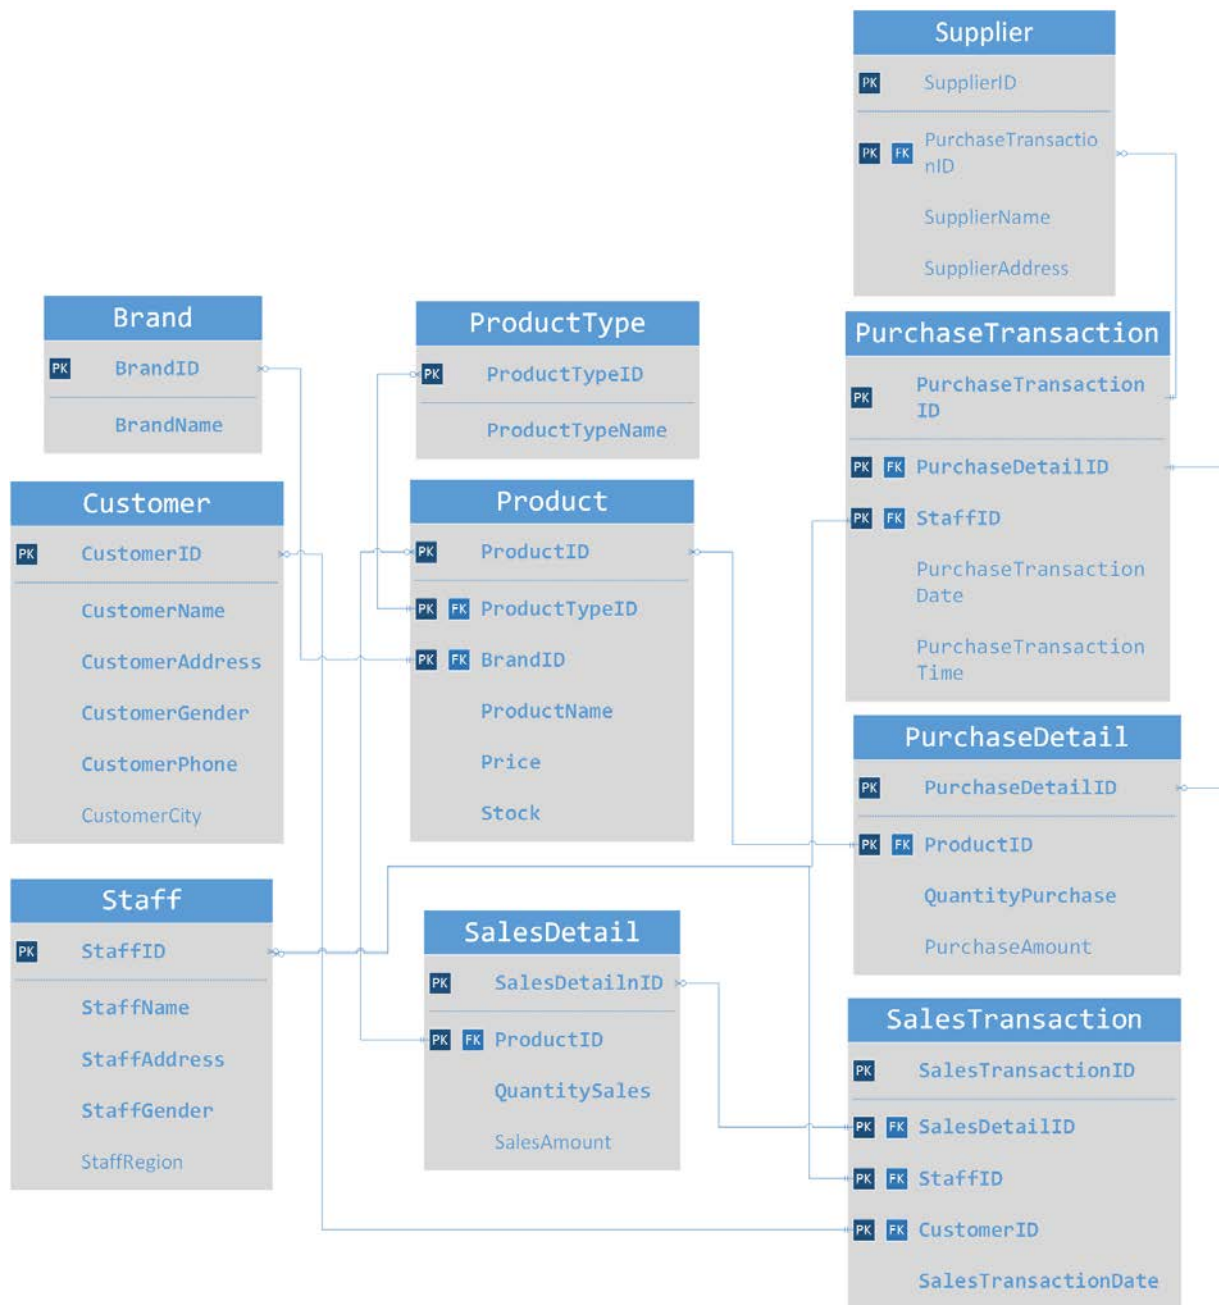 Supplier
PK SupplierID
PK FK PurchaseTransactio
nID
SupplierName
SupplierAddress
Brand
PK BrandID
BrandName
ProductType
PK ProductTypeID
ProductTypeName
PurchaseTransaction
PK PurchaseTransaction
ID
PK FK PurchaseDetailID
PK FK StaffID
PurchaseTransaction
Date
PurchaseTransaction
Time
Customer
PK CustomerID
CustomerName
CustomerAddress
CustomerGender
CustomerPhone
CustomerCity
Product
PK ProductID
PK FK ProductTypeID
PK FK BrandID
ProductName
Price
Stock
PurchaseDetail
PK PurchaseDetailID
PK FK ProductID
QuantityPurchase
PurchaseAmount
Staff
PK StaffID
StaffName
StaffAddress
StaffGender
StaffRegion
SalesDetail
PK SalesDetailnID
PK FK ProductID
QuantitySales
SalesAmount
SalesTransaction
PK SalesTransactionID
PK FK SalesDetailID
PK FK StaffID
PK FK CustomerID
SalesTransactionDate